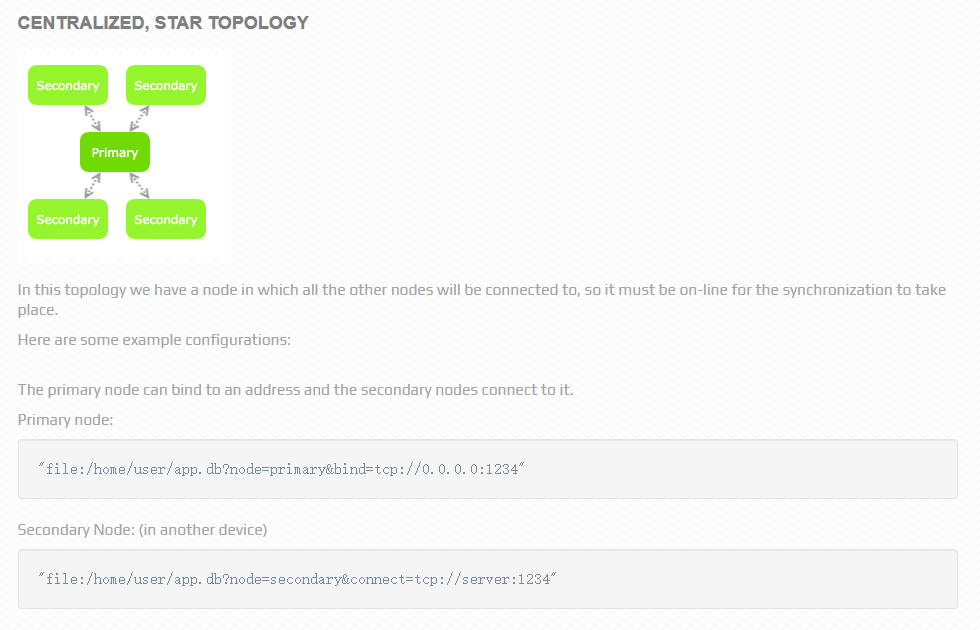 CENTRALIZED, STAR TOPOLOGY
Secondary Secondary
Primary
Secondary Secondary
In this topology we have a node in which all the other nodes will be connected to, so it must be on-line for the synchronization to take
place.
Here are some example configurations:
The primary node can bind to an address and the secondary nodes connect to it.
Primary node:
"file:/home/user/app.db?node=primary&bind=tcp://0.0.0.0:1234"
Secondary Node: (in another device)
"file:/home/user/app.db?node=secondary&connect=tcp://server:1234"